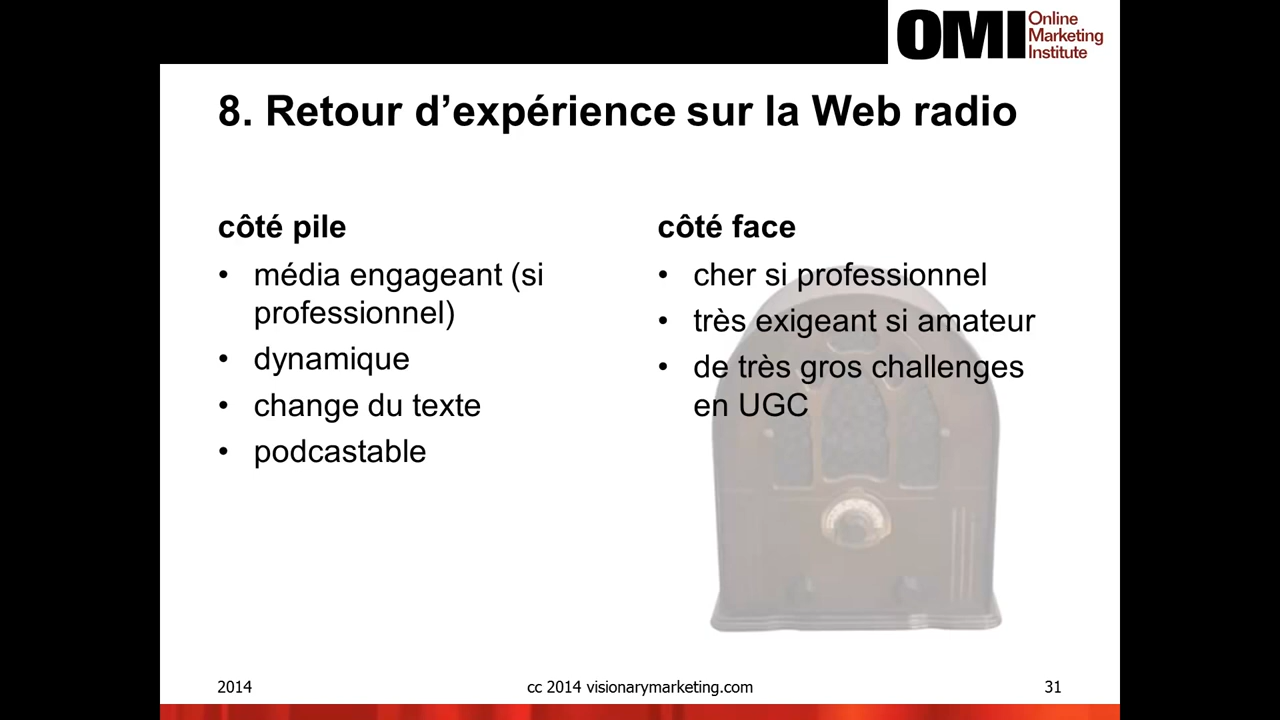 OMI Online
Marketing
Institute
8. Retour d’expérience sur la Web radio
côté pile
• média engageant (si
professionnel)
• dynamique
• change du texte
• podcastable
côté face
• cher si professionnel
• très exigeant si amateur
• de très gros challenges
en UGC
2014
cc 2014 visionarymarketing.com
31